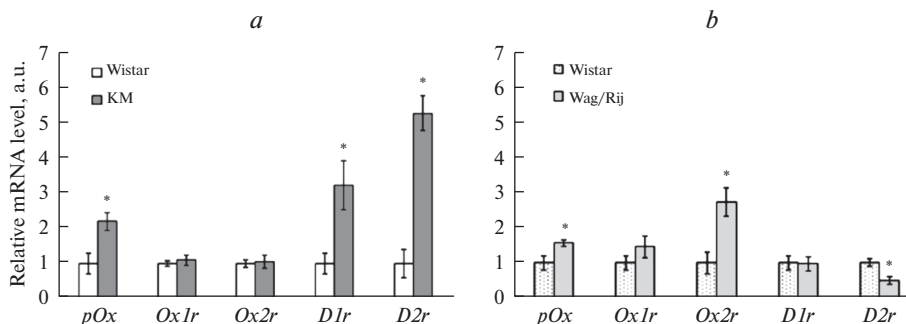 a
b
Relative mRNA level, a.u.
7
6
5
4
3
2
1
0
Wistar
KM
*
*
*
pOx
Ox1r
Ox2r
D1r
D2r
7
6
5
4
3
2
1
0
Wistar
Wag/Rij
*
*
*
pOx
Ox1r
Ox2r
D1r
D2r